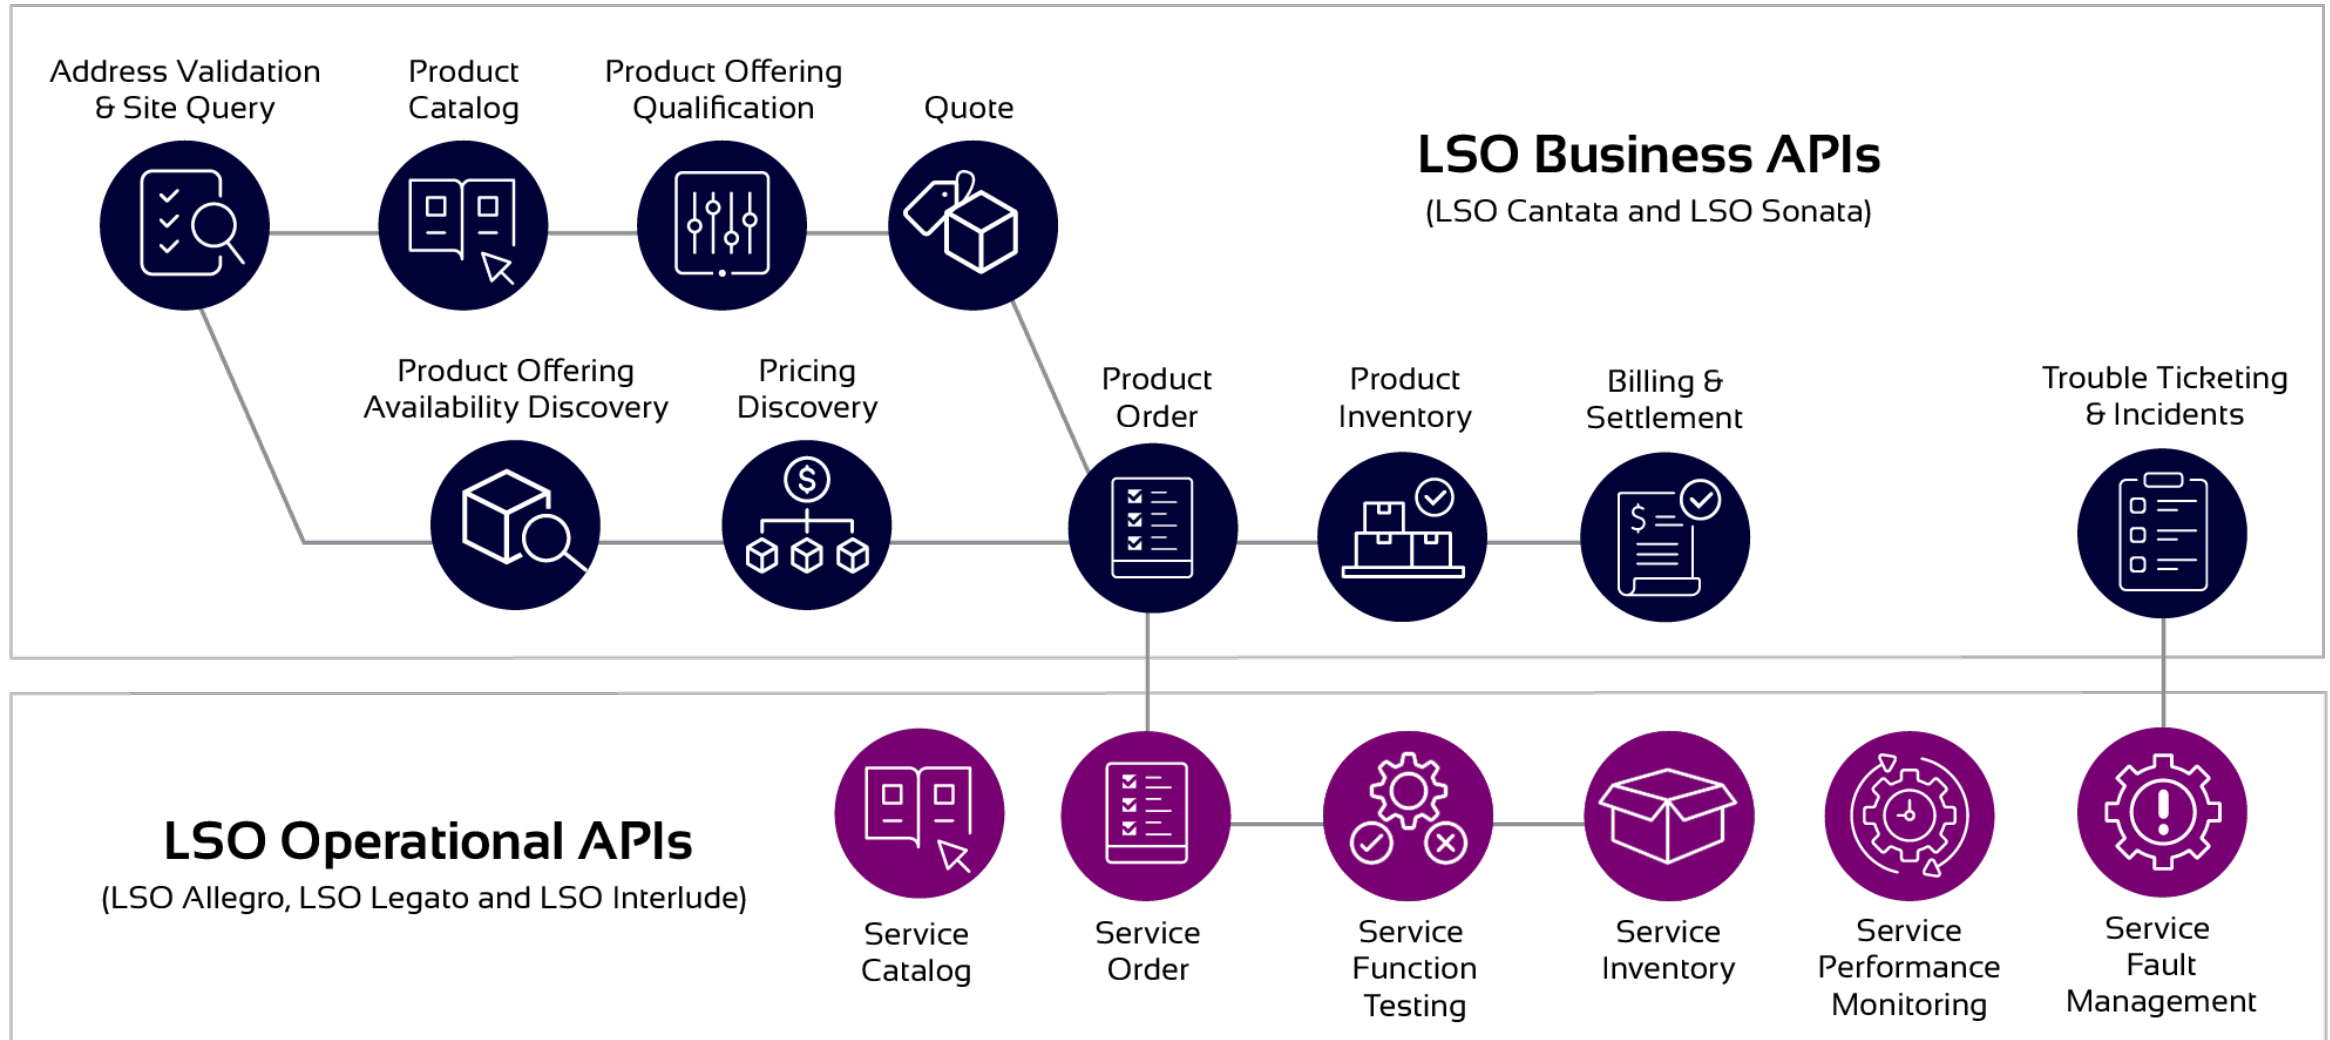 Address Validation
& Site Query
Product
Catalog
Product Offering
Qualification
Quote
LSO Business APIs
(LSO Cantata and LSO Sonata)
Product Offering
Availability Discovery
Pricing
Discovery
Product
Order
Product
Inventory
Billing &
Settlement
Trouble Ticketing
& Incidents
$
$
LSO Operational APIs
(LSO Allegro, LSO Legato and LSO Interlude)
Service
Catalog
Service
Order
Service
Function
Testing
Service
Inventory
Service
Performance
Monitoring
Service
Fault
Management